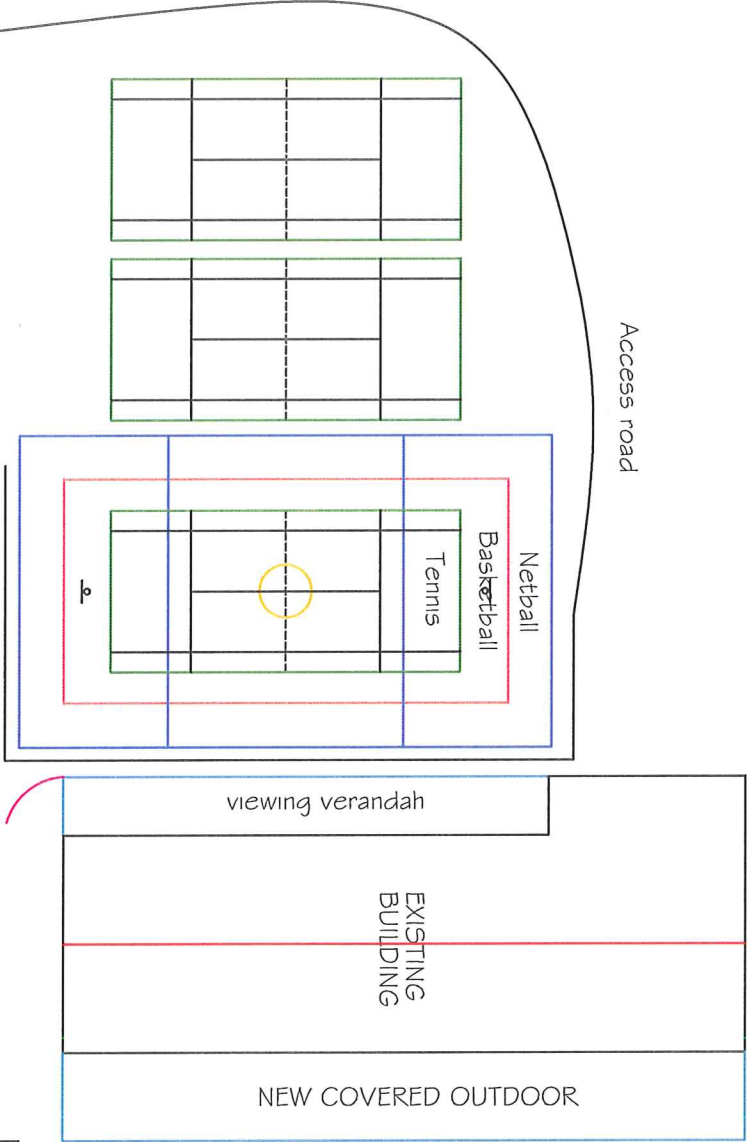 Access road
Netball
Basketball
Tennis
viewing verandah
EXISTING
BUILDING
NEW COVERED OUTDOOR